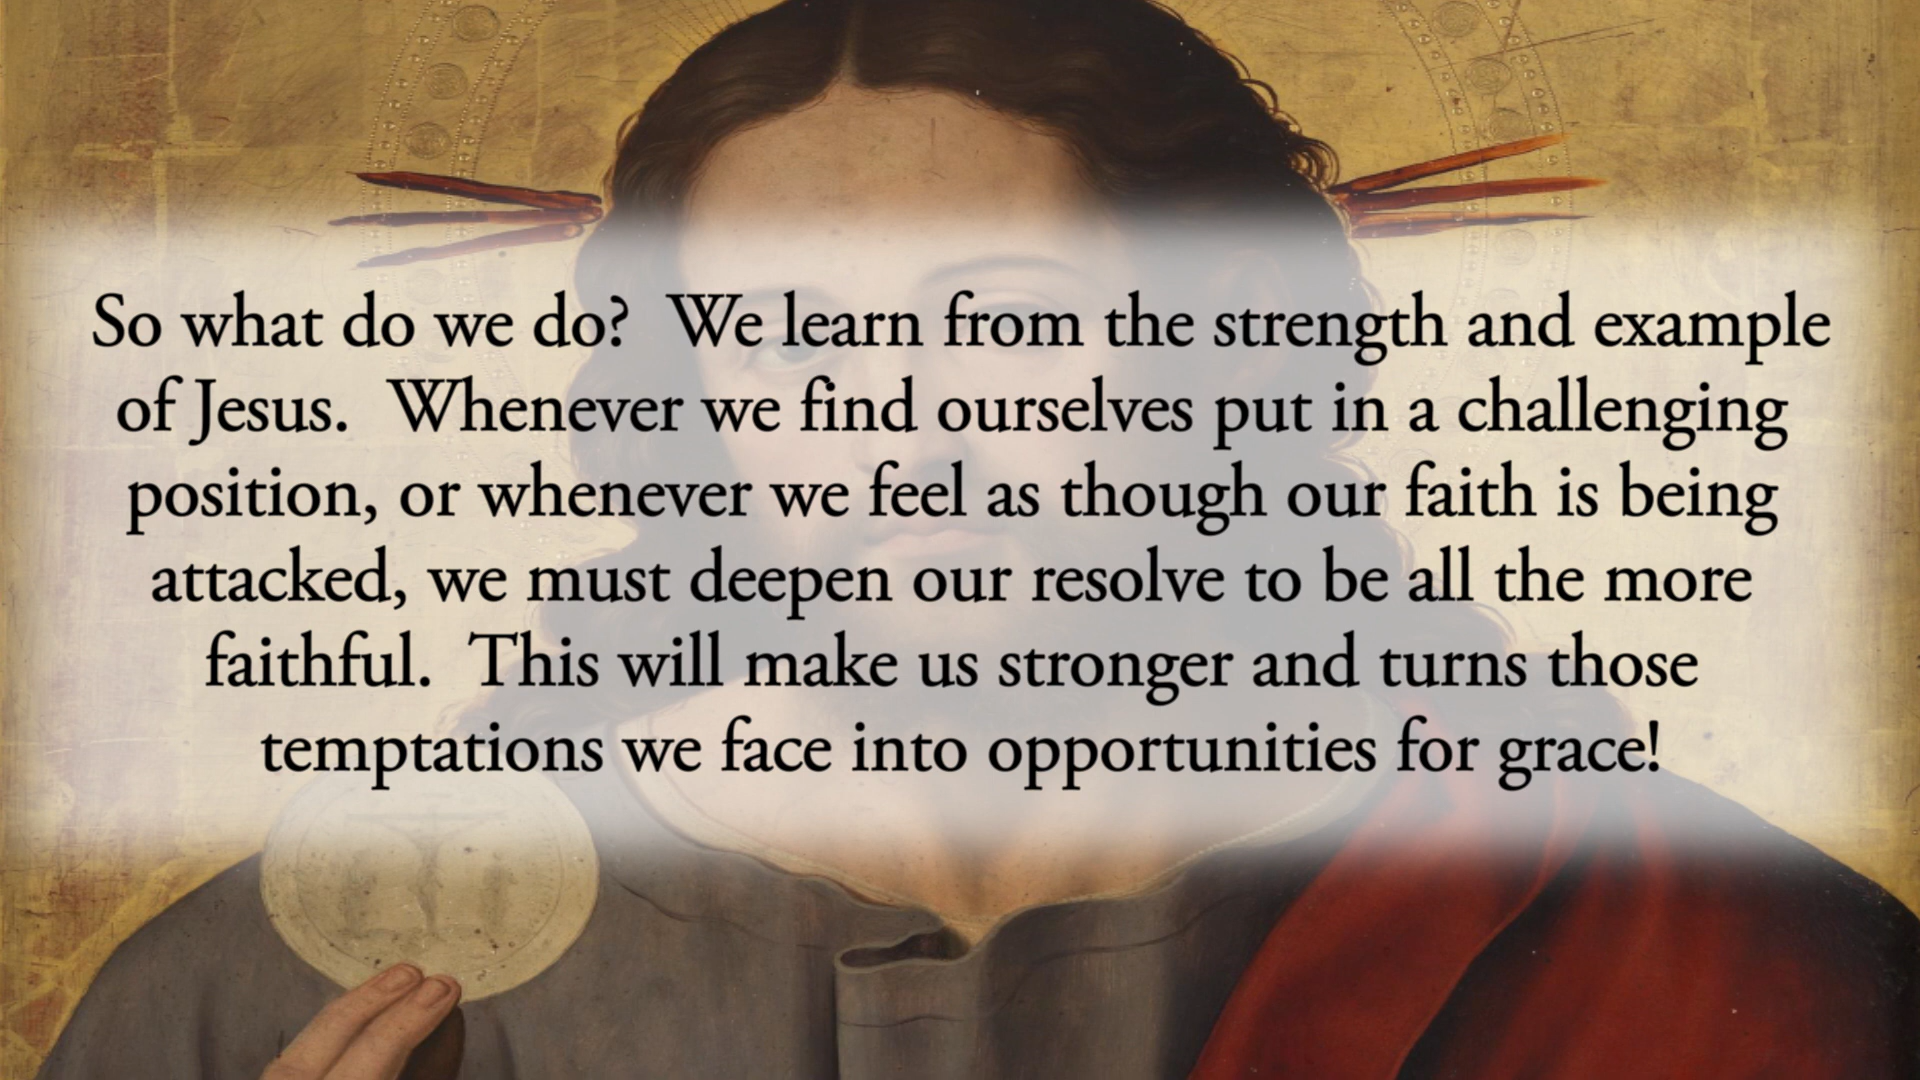 So what do we do?  We learn from the strength and example
of Jesus.  Whenever we find ourselves put in a challenging
position, or whenever we feel as though our faith is being
attacked, we must deepen our resolve to be all the more
faithful.  This will make us stronger and turns those
temptations we face into opportunities for grace!